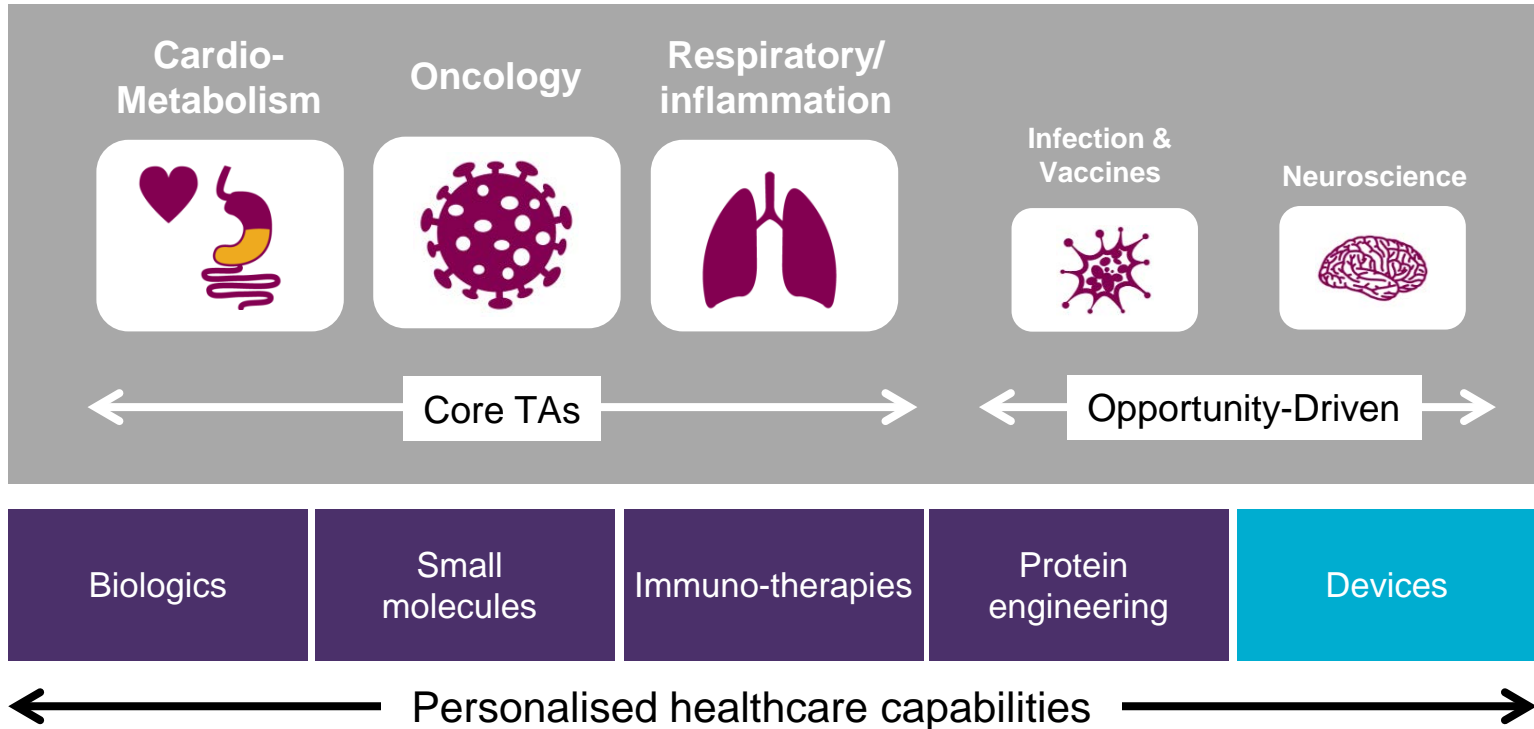 Cardio-
Metabolism
Oncology
Respiratory/
inflammation
Infection &
Vaccines
Neuroscience
Core TAs
Opportunity-Driven
Biologics
Small
molecules
Immuno-therapies
Protein
engineering
Devices
Personalised healthcare capabilities